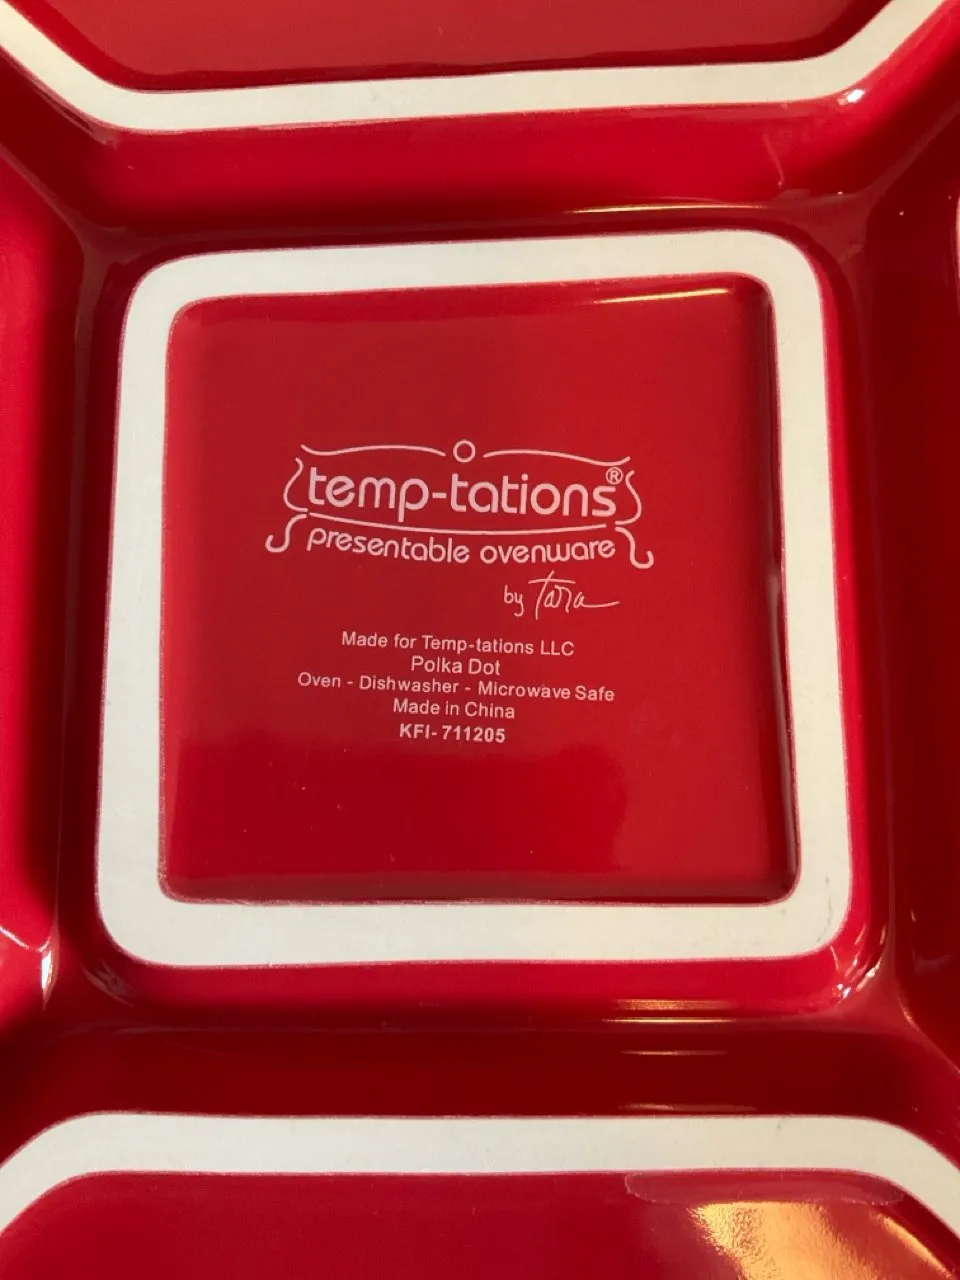 temp-tations®
presentable ovenware
by Tara
Made for Temp-tations LLC
Polka Dot
Oven - Dishwasher - Microwave Safe
Made in China
KFI-711205